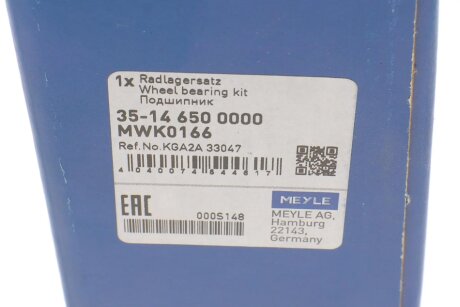 1x Radlagersatz
Wheel bearing kit
Подшипник
35-14 650 0000
MWK0166
Ref.No.KGA2A 33047
4 040074 644617
EAC
000S148
MEYLE
MEYLE AG,
Hamburg
22143,
Germany